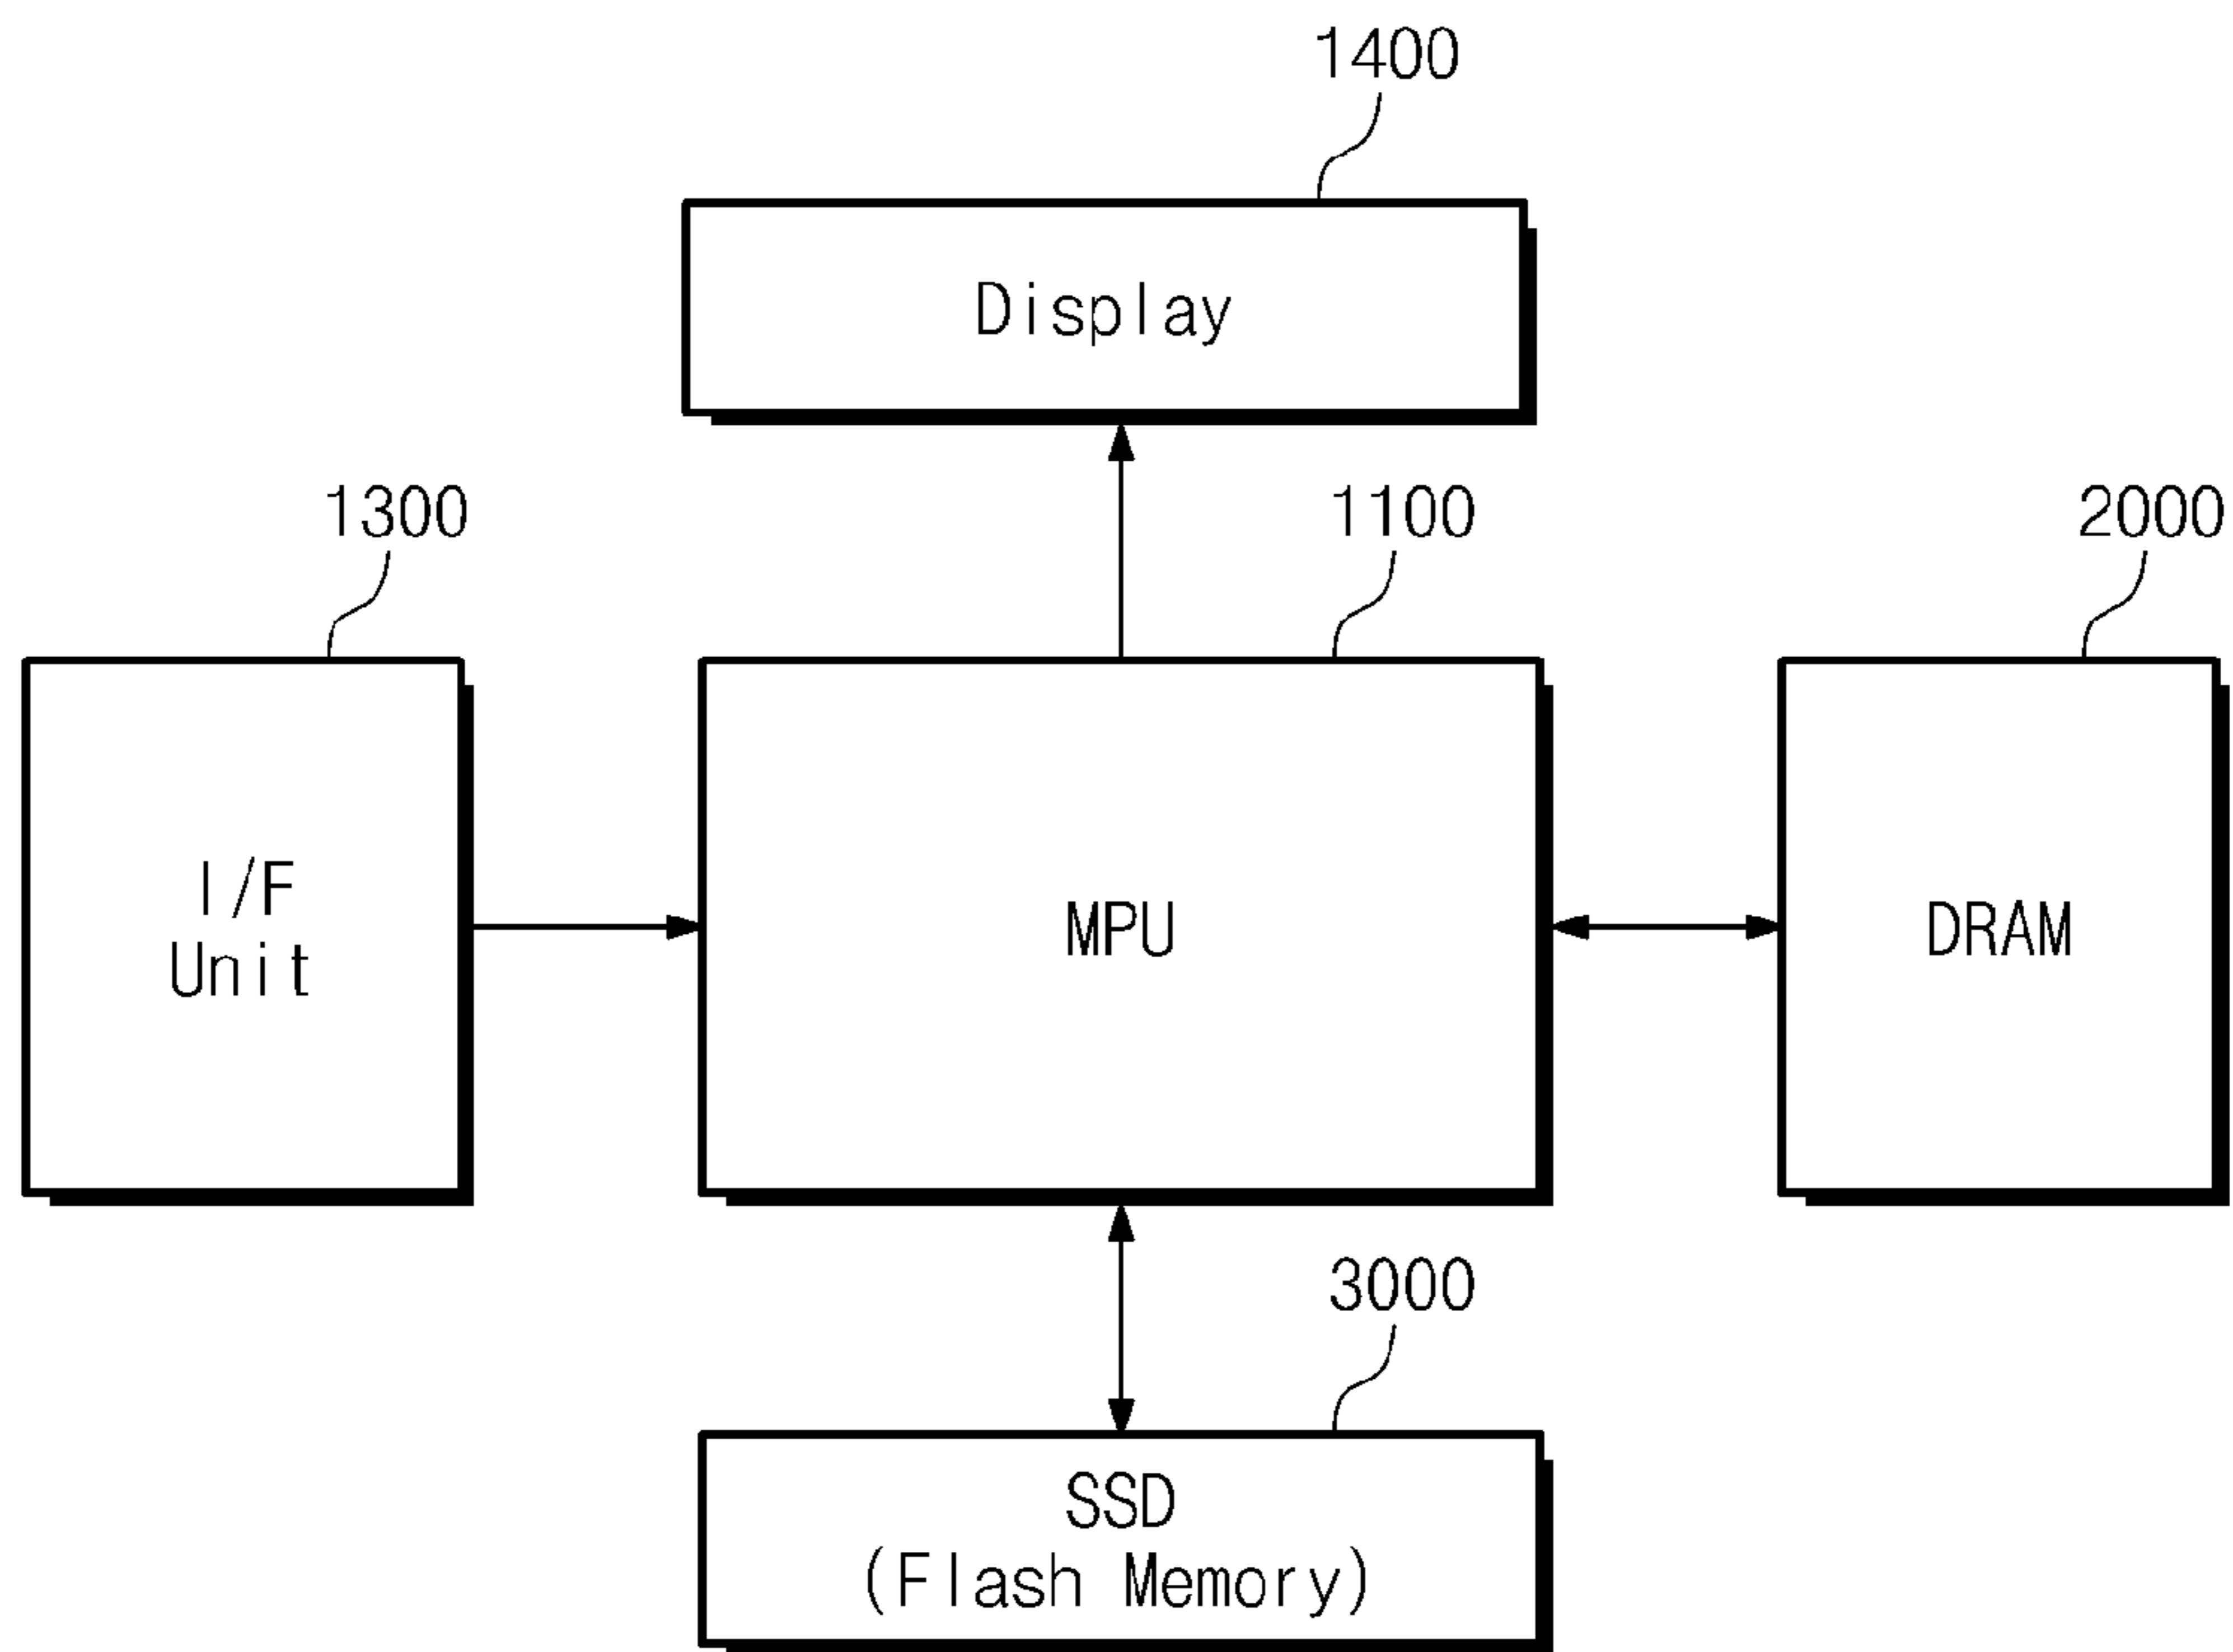 1400
Display
1300
1100
2000
I/F
Unit
MPU
DRAM
3000
SSD
(Flash Memory)